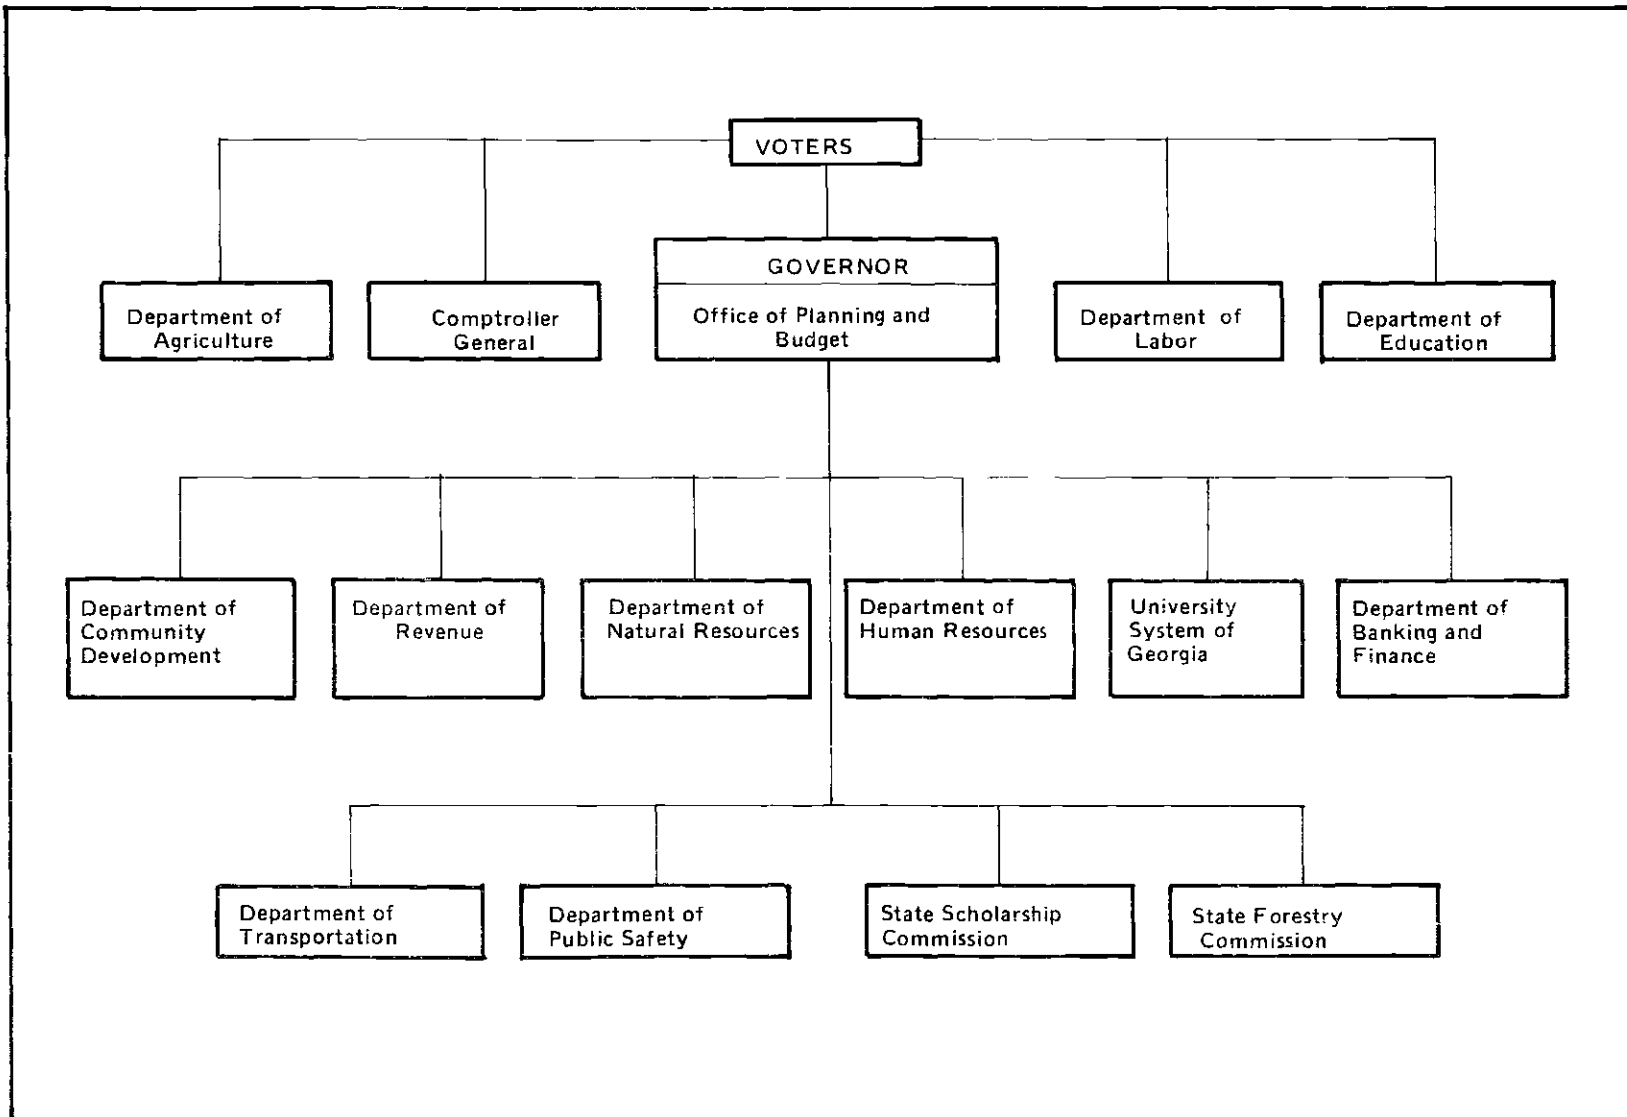 VOTERS
GOVERNOR
Department of
Agriculture
Comptroller
General
Office of Planning and
Budget
Department of
Labor
Department of
Education
Department of
Community
Development
Department of
Revenue
Department of
Natural Resources
Department of
Human Resources
University
System of
Georgia
Department of
Banking and
Finance
Department of
Transportation
Department of
Public Safety
State Scholarship
Commission
State Forestry
Commission